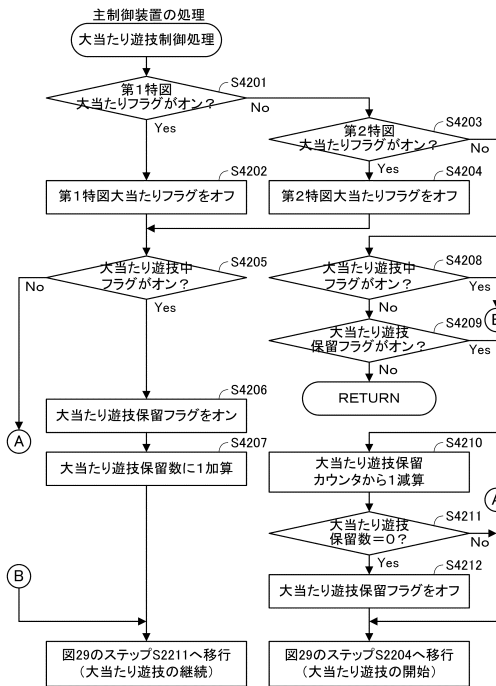 主制御装置の処理
大当たり遊技制御処理
S4201
第1特図
大当たりフラグがオン?
No
Yes
S4203
第2特図
大当たりフラグがオン?
No
Yes
S4202
第1特図大当たりフラグをオフ
S4204
第2特図大当たりフラグをオフ
S4205
大当たり遊技中
フラグがオン?
No
Yes
S4208
大当たり遊技中
フラグがオン?
Yes
No
B
S4209
大当たり遊技
保留フラグがオン?
Yes
No
RETURN
S4206
大当たり遊技保留フラグをオン
A
S4207
大当たり遊技保留数に1加算
S4210
大当たり遊技保留
カウンタから1減算
A
S4211
大当たり遊技
保留数=0?
No
Yes
S4212
大当たり遊技保留フラグをオフ
B
図29のステップS2211へ移行
(大当たり遊技の継続)
図29のステップS2204へ移行
(大当たり遊技の開始)